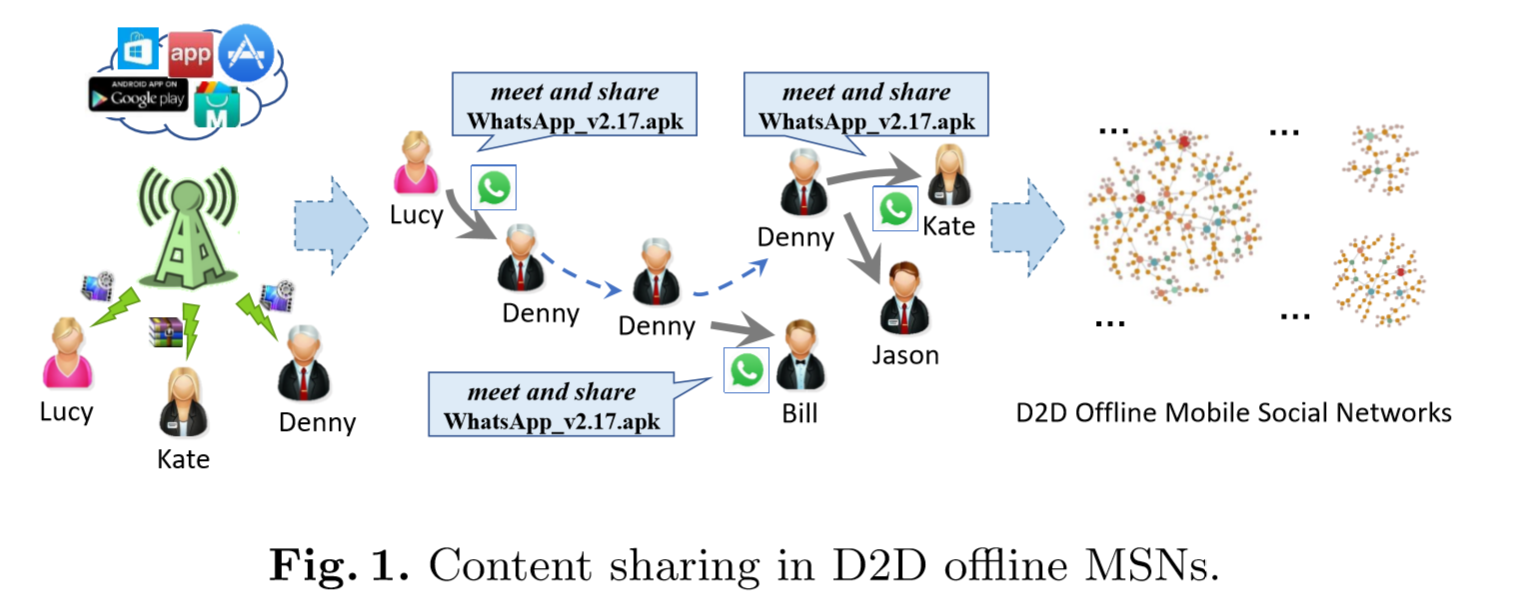 app
ANDROID APP ON
Google play
M
meet and share
WhatsApp_v2.17.apk
meet and share
WhatsApp_v2.17.apk
Lucy
Denny
Kate
Denny
Denny
Jason
Bill
meet and share
WhatsApp_v2.17.apk
Lucy
Kate
Denny
...
...
...
...
D2D Offline Mobile Social Networks
Fig. 1. Content sharing in D2D offline MSNs.